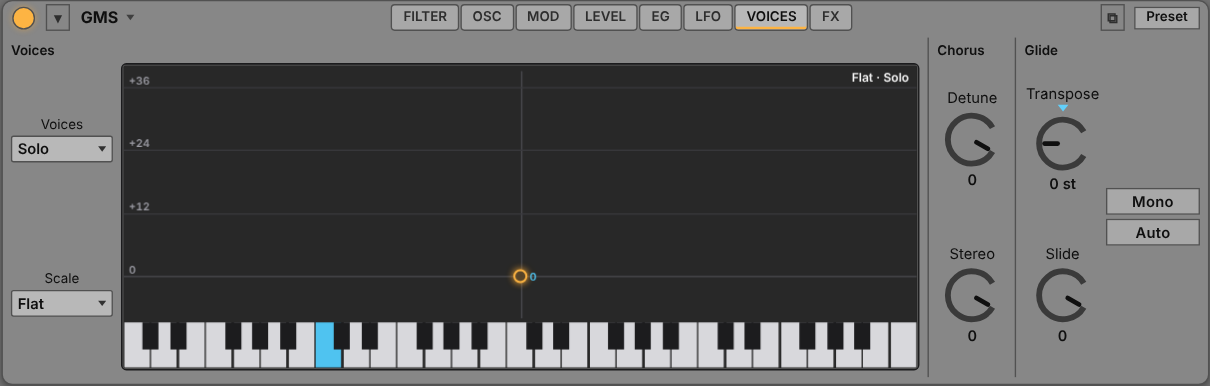 GMS
FILTER OSC MOD LEVEL EG LFO VOICES FX
Preset
Voices
Voices
Solo
Scale
Flat
Flat · Solo
+36
+24
+12
0
0
Chorus
Detune
0
Stereo
0
Glide
Transpose
0 st
Slide
0
Mono
Auto